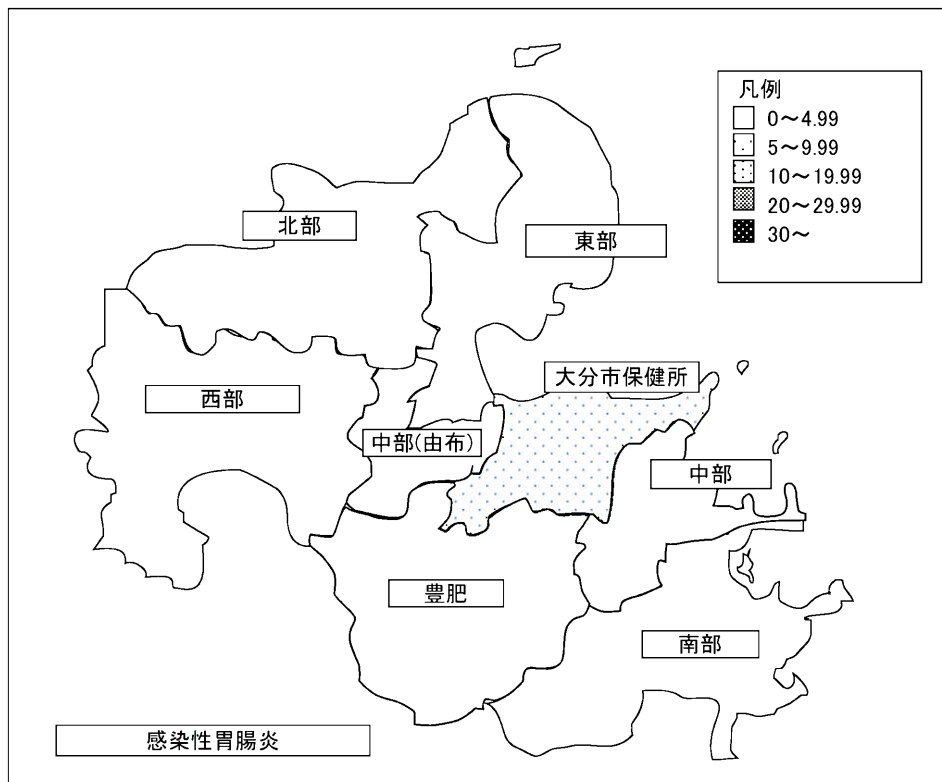 凡例
0～4.99
5～9.99
10～19.99
20～29.99
30～
北部
東部
大分市保健所
西部
中部(由布)
中部
豊肥
南部
感染性胃腸炎